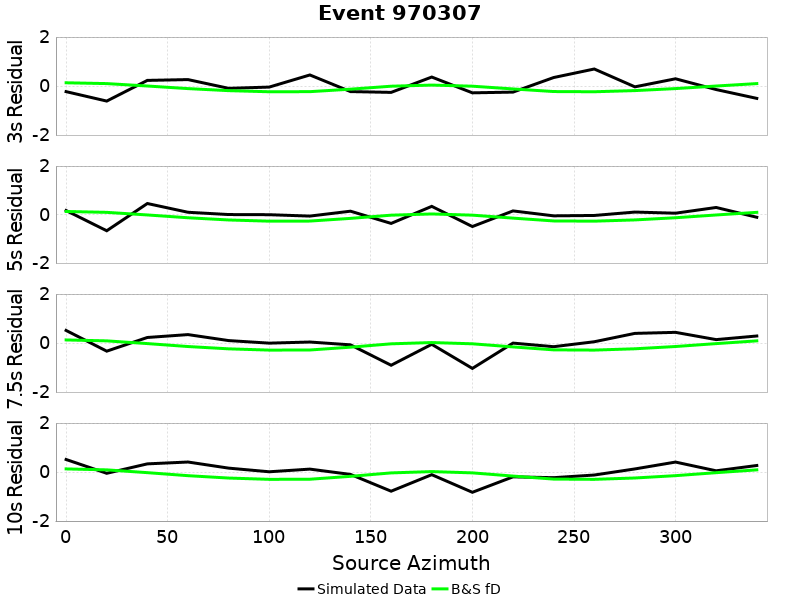 Event 970307
3s Residual
2
0
-2
5s Residual
2
0
-2
7.5s Residual
2
0
-2
10s Residual
2
0
-2
0 50 100 150 200 250 300
Source Azimuth
Simulated Data B&S fD